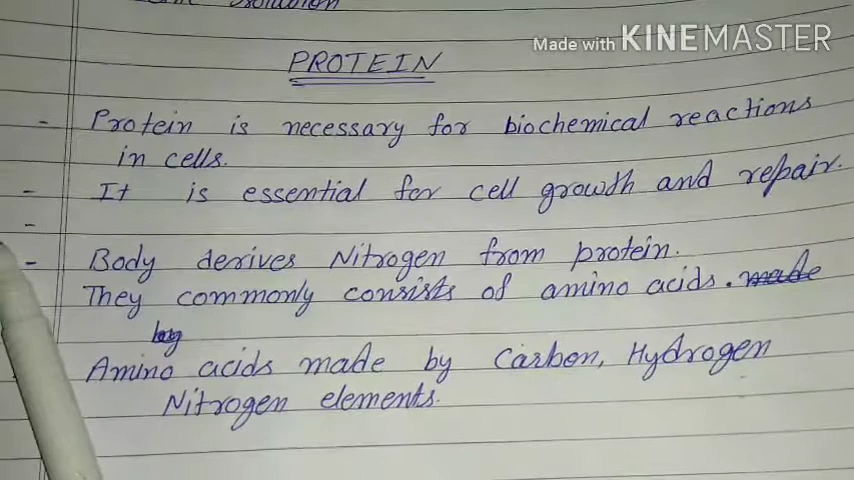 Made with KINEMASTER
PROTEIN
- Protein is necessary for biochemical reactions
in cells.
- It is essential for cell growth and repair.
-
- Body derives Nitrogen from protein.
They commonly consists of amino acids. made
by
Amino acids made by Carbon, Hydrogen
Nitrogen elements.